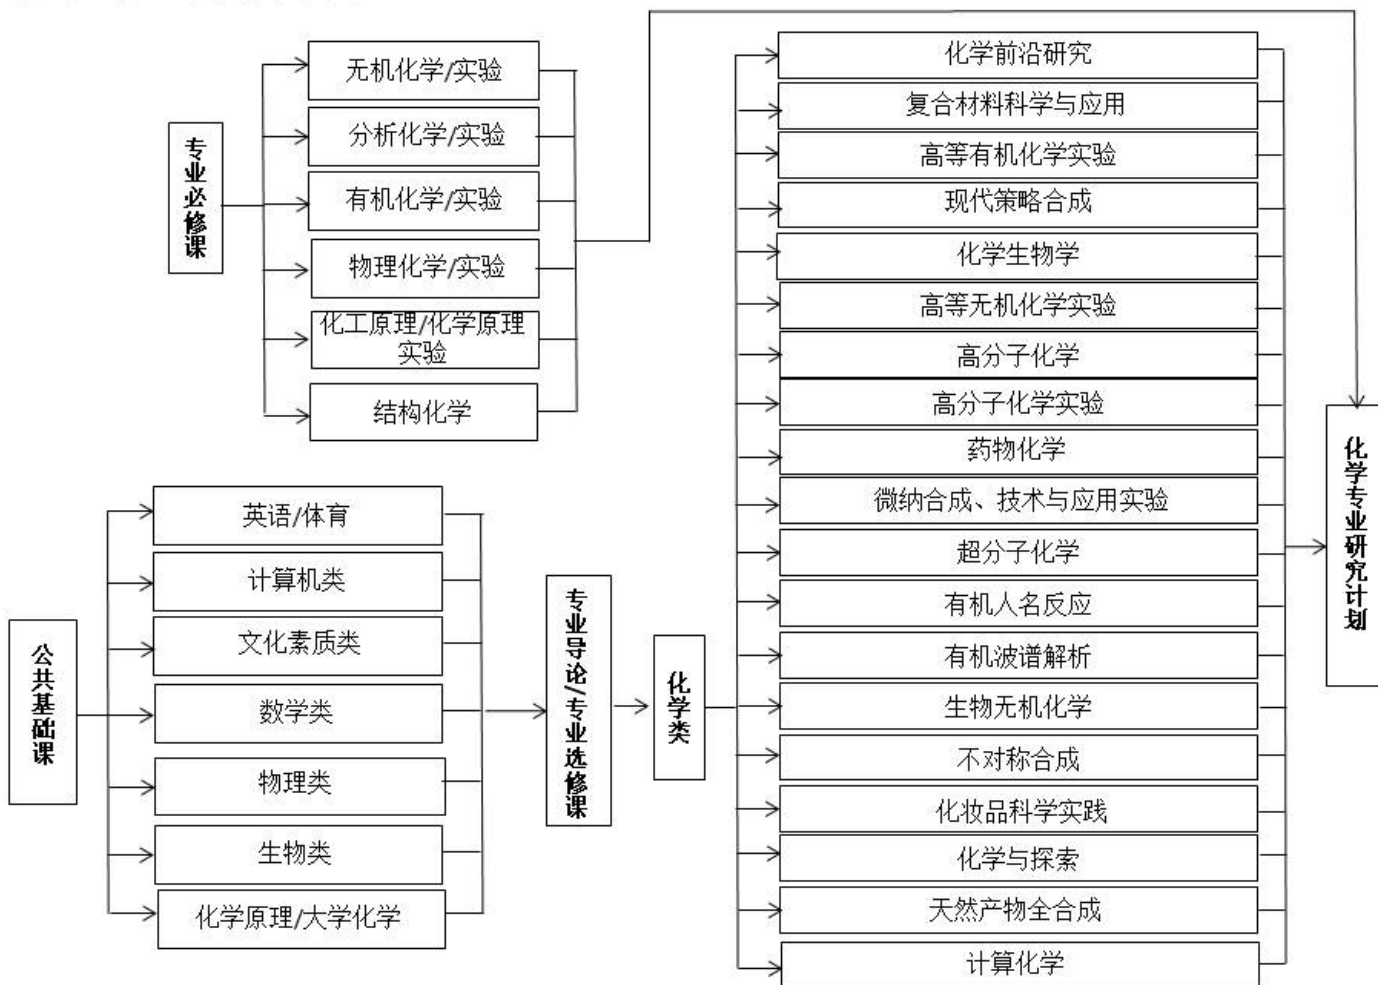 专业必修课
无机化学/实验
分析化学/实验
有机化学/实验
物理化学/实验
化工原理/化学原理
实验
结构化学
公共基础课
英语/体育
计算机类
文化素质类
数学类
物理类
生物类
化学原理/大学化学
专业导论/专业选修课
化学类
化学前沿研究
复合材料科学与应用
高等有机化学实验
现代策略合成
化学生物学
高等无机化学实验
高分子化学
高分子化学实验
药物化学
微纳合成、技术与应用实验
超分子化学
有机人名反应
有机波谱解析
生物无机化学
不对称合成
化妆品科学实践
化学与探索
天然产物全合成
计算化学
化学专业研究计划